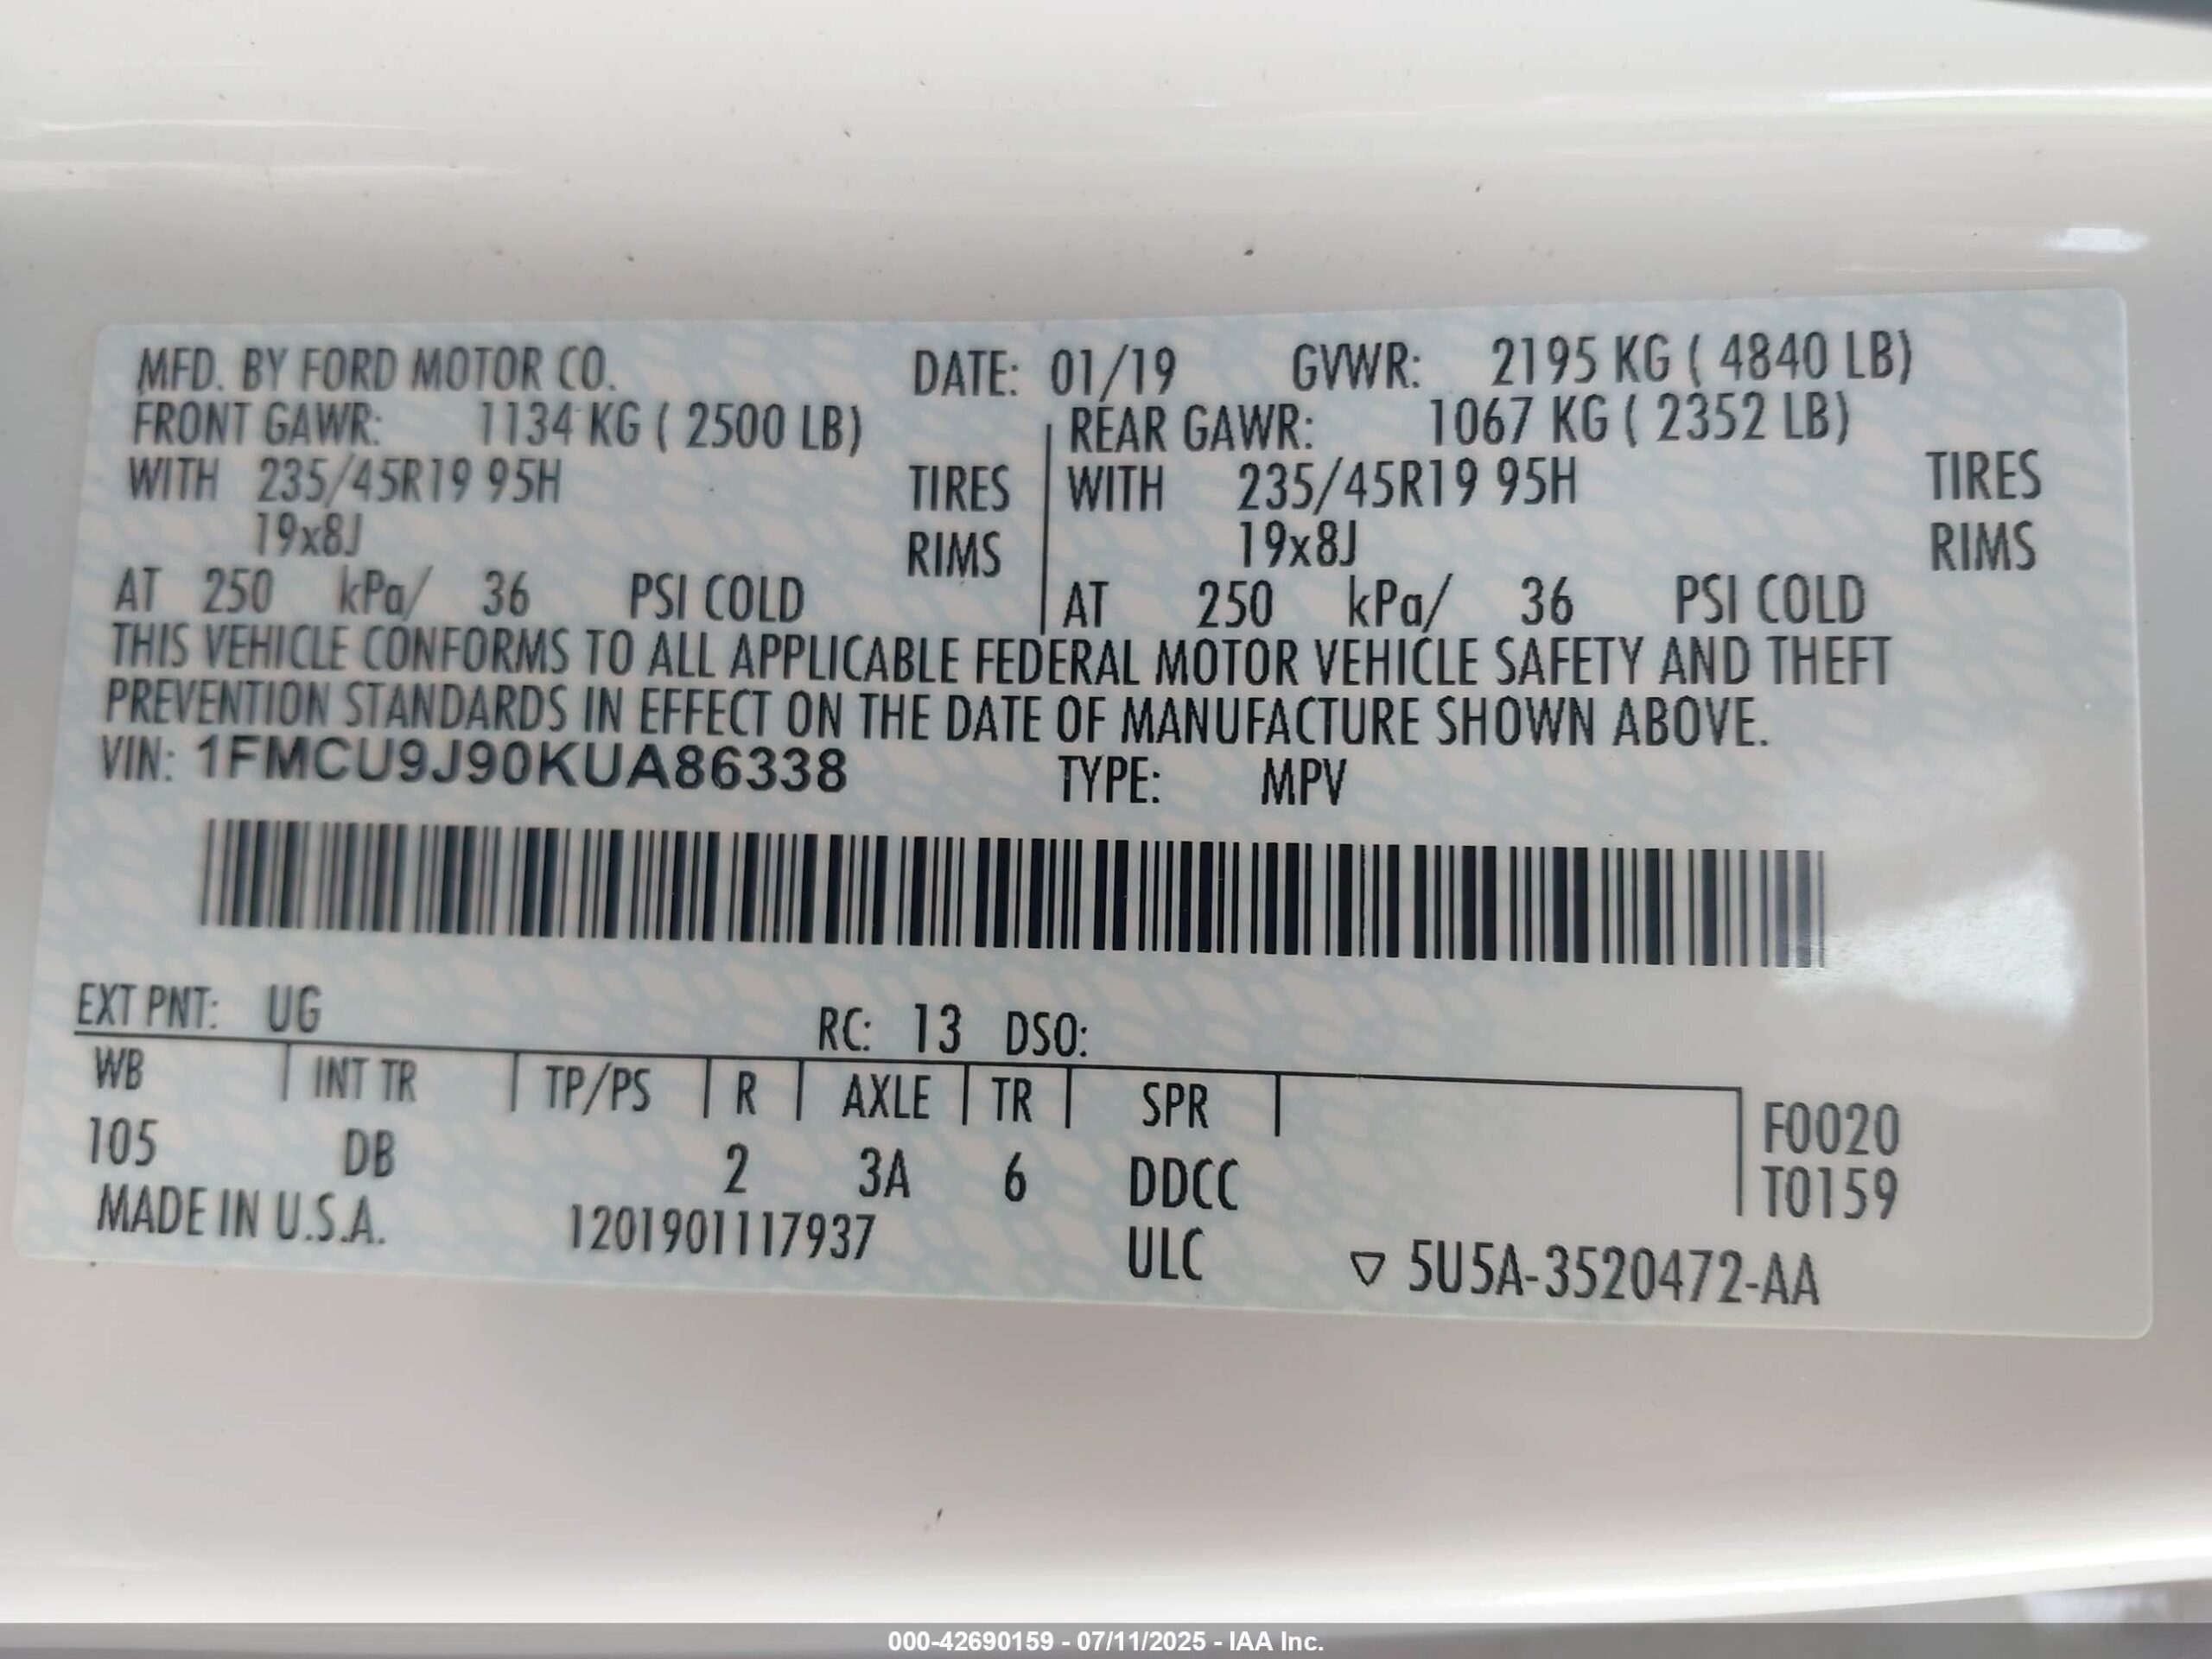 MFD. BY FORD MOTOR CO. DATE: 01/19 GVWR: 2195 KG ( 4840 LB)
FRONT GAWR: 1134 KG ( 2500 LB) REAR GAWR: 1067 KG ( 2352 LB)
WITH 235/45R19 95H TIRES WITH 235/45R19 95H TIRES
19x8J RIMS 19x8J RIMS
AT 250 kPa/ 36 PSI COLD AT 250 kPa/ 36 PSI COLD
THIS VEHICLE CONFORMS TO ALL APPLICABLE FEDERAL MOTOR VEHICLE SAFETY AND THEFT
PREVENTION STANDARDS IN EFFECT ON THE DATE OF MANUFACTURE SHOWN ABOVE.
VIN: 1FMCU9J90KUA86338 TYPE: MPV
EXT PNT: UG RC: 13 DSO:
WB INT TR TP/PS R AXLE TR SPR F0020
105 DB 2 3A 6 DDCC T0159
MADE IN U.S.A. 1201901117937 ULC ▽ 5U5A-3520472-AA
000-42690159 - 07/11/2025 - IAA Inc.